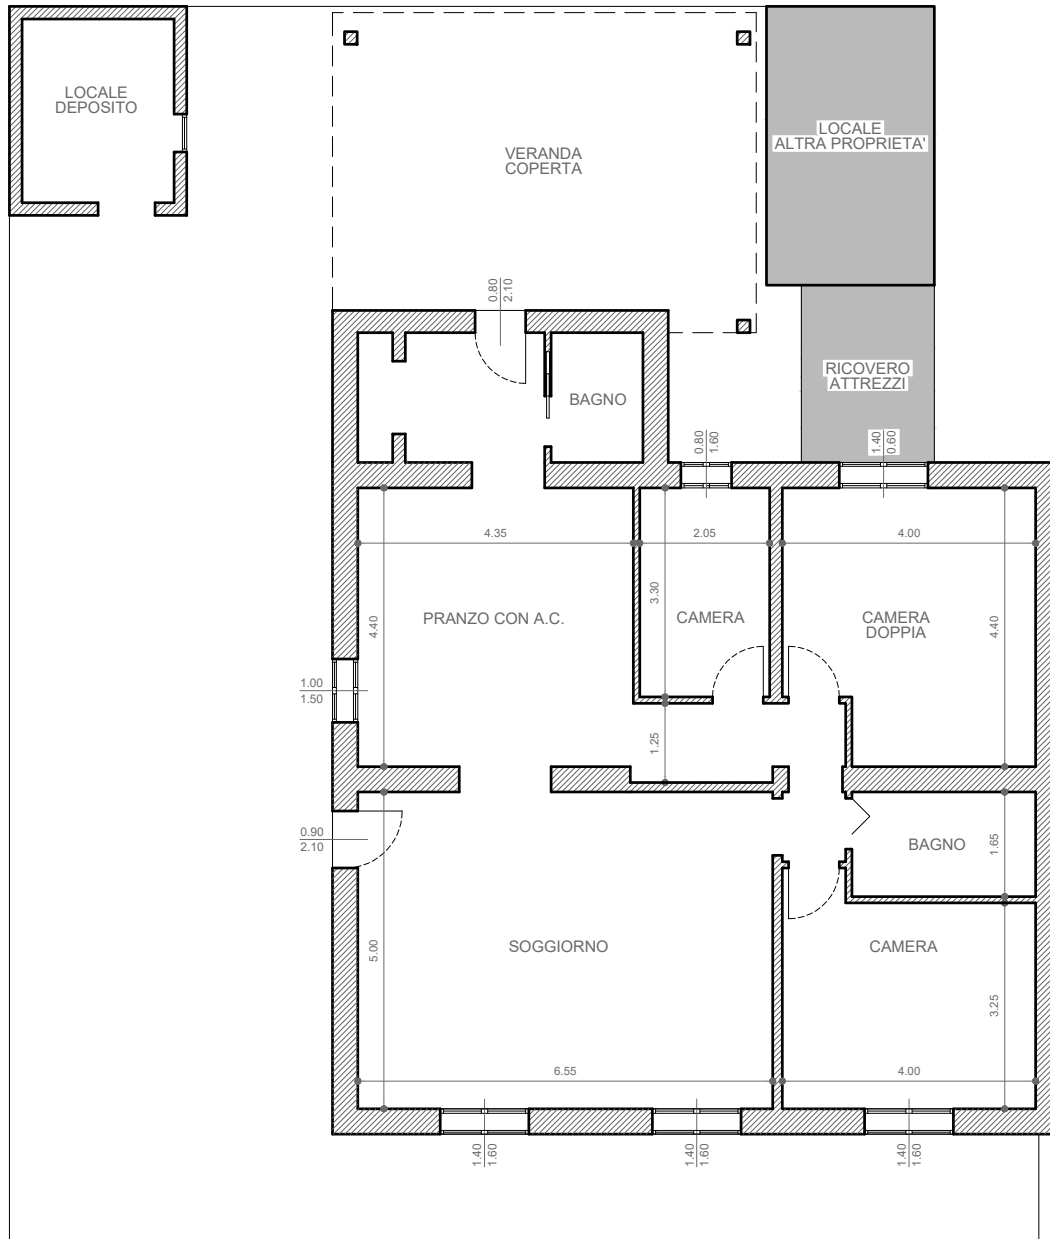 LOCALE
DEPOSITO
VERANDA
COPERTA
LOCALE
ALTRA PROPRIETA'
0.80
2.10
RICOVERO
ATTREZZI
BAGNO
0.80
1.60
1.40
0.60
4.35
2.05
4.00
3.30
4.40
4.40
PRANZO CON A.C.
CAMERA
CAMERA
DOPPIA
1.00
1.50
1.25
0.90
2.10
BAGNO
1.65
5.00
SOGGIORNO
CAMERA
3.25
6.55
4.00
1.40
1.60
1.40
1.60
1.40
1.60